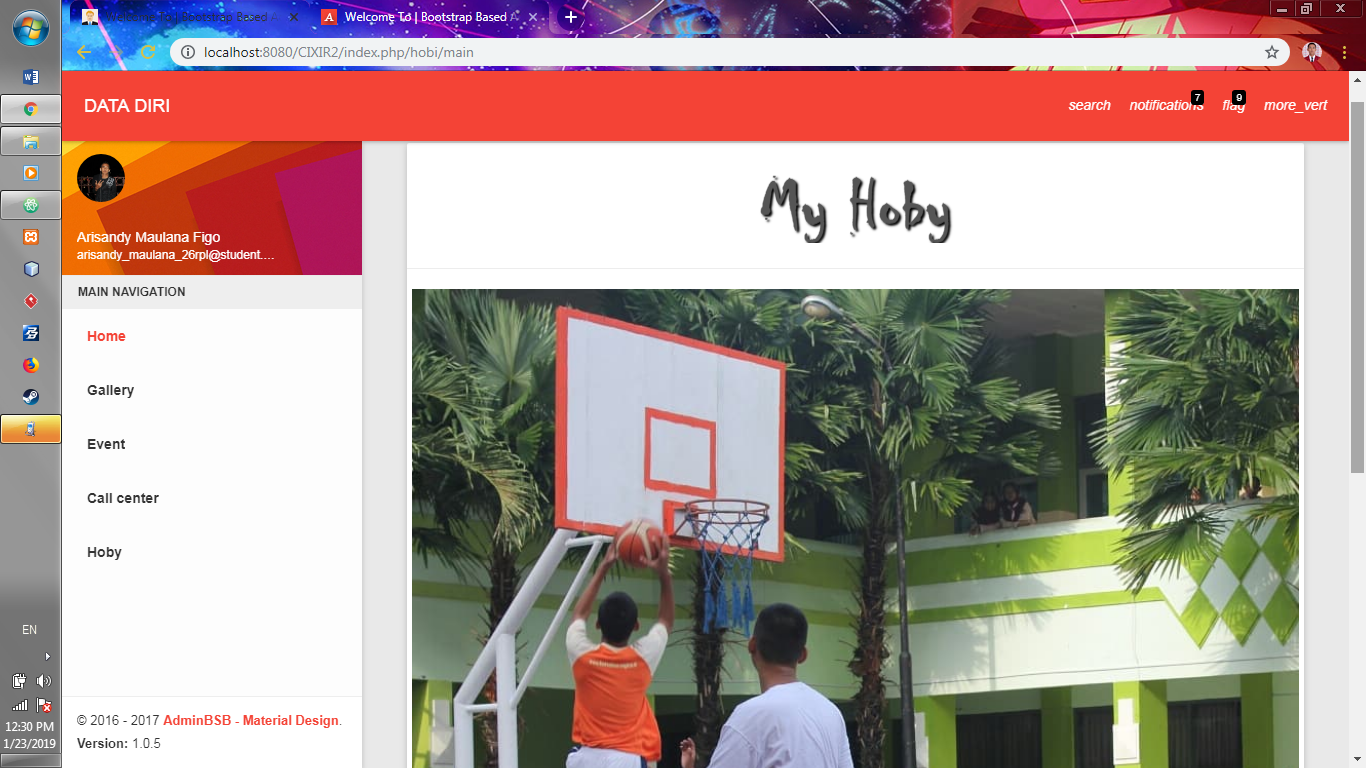 Welcome To | Bootstrap Based A
Welcome To | Bootstrap Based A
localhost:8080/CIXIR2/index.php/hobi/main
DATA DIRI
search notifications 7 flag 9 more_vert
Arisandy Maulana Figo
arisandy_maulana_26rpl@student....
MAIN NAVIGATION
Home
Gallery
Event
Call center
Hoby
© 2016 - 2017 AdminBSB - Material Design.
Version: 1.0.5
My Hoby
EN
12:30 PM
1/23/2019